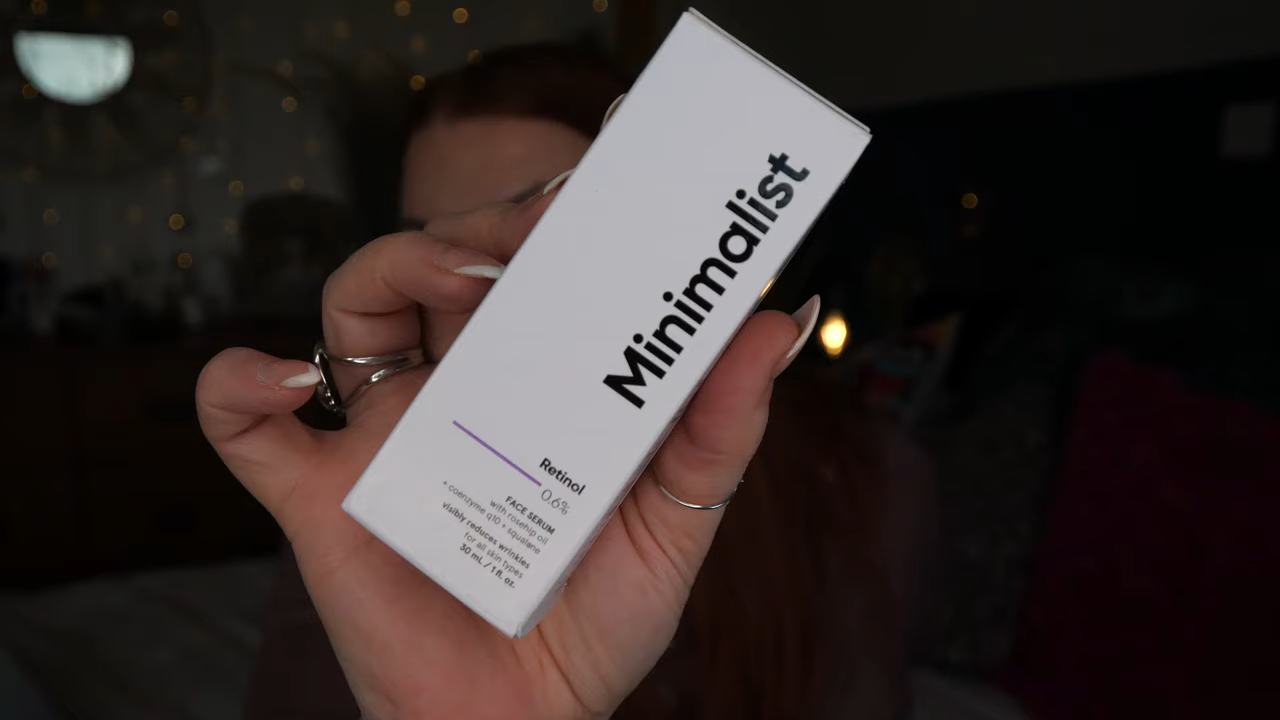 Minimalist
Retinol
0.6%
FACE SERUM
with rosehip oil
+ coenzyme q10 + squalane
visibly reduces wrinkles
for all skin types
30 mL / 1 fl. oz.